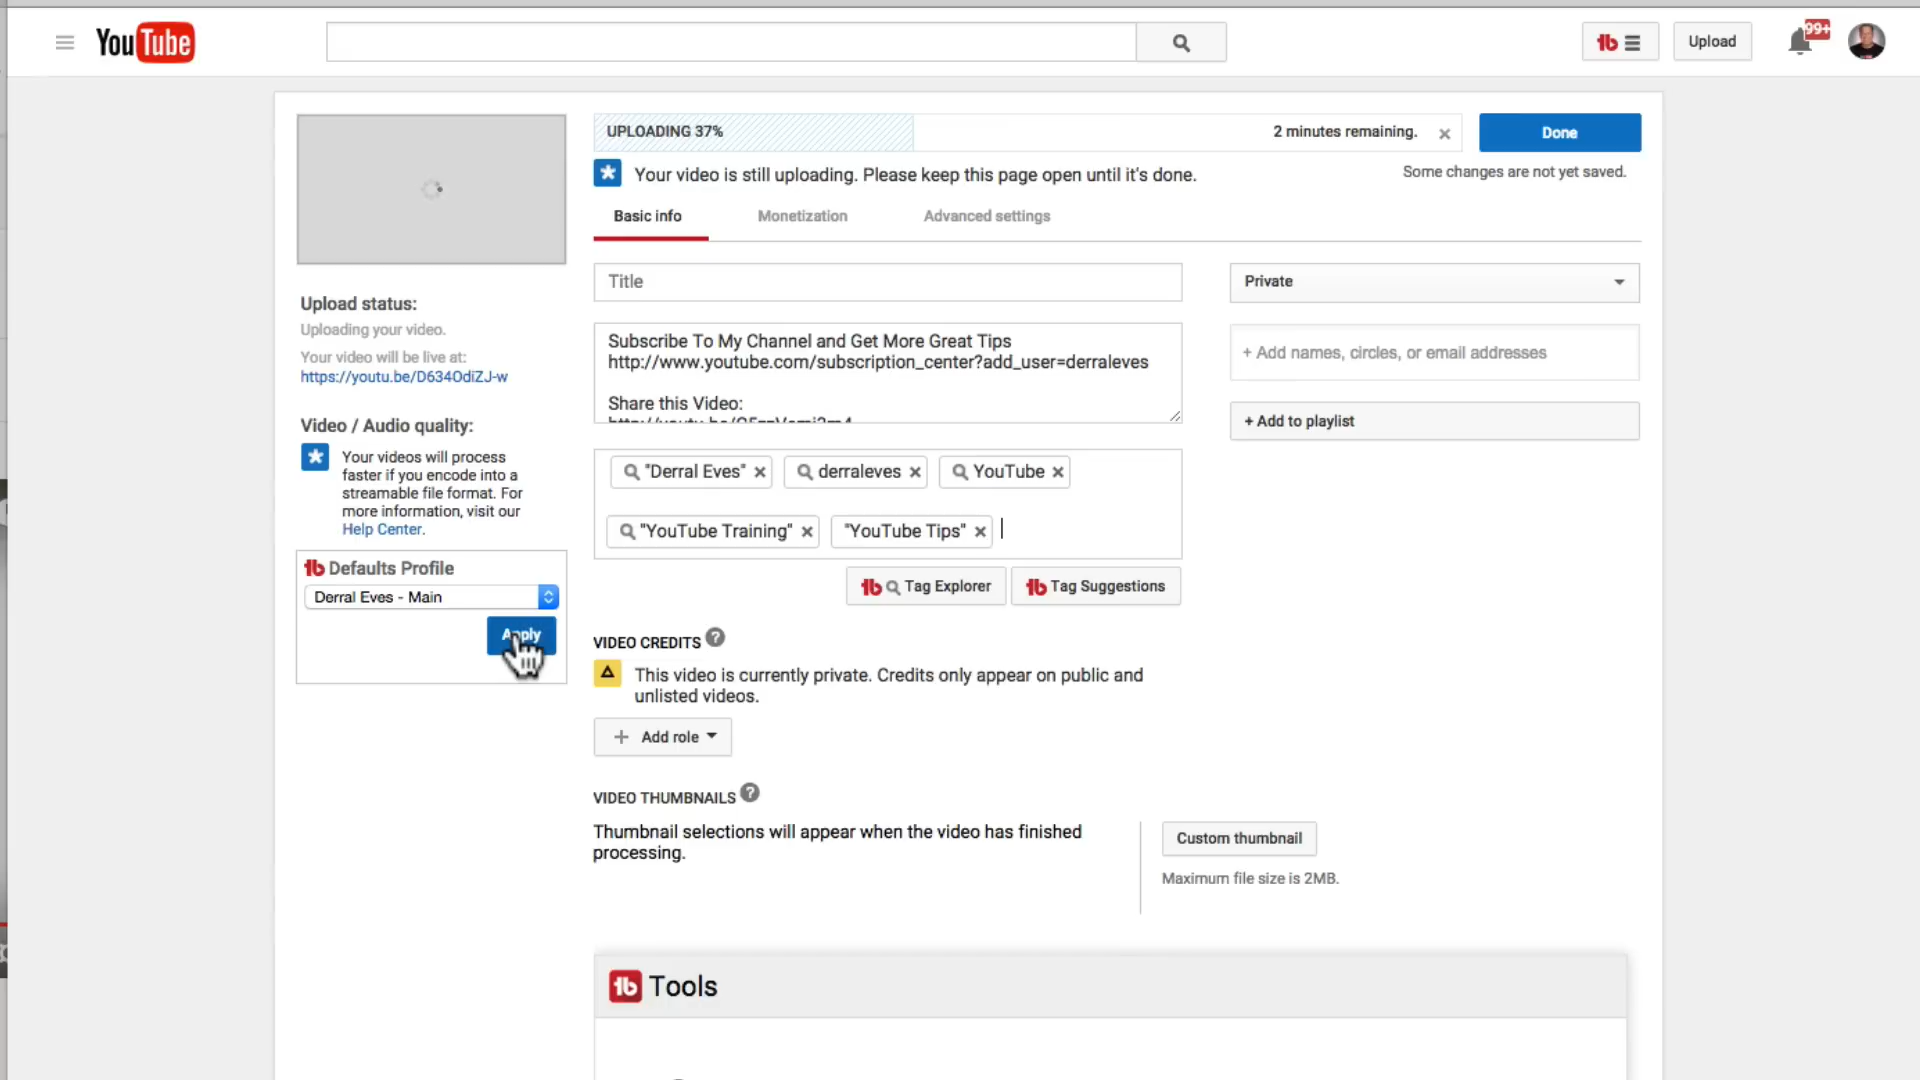 YouTube
Upload
99+
UPLOADING 37%
2 minutes remaining.
Done
Your video is still uploading. Please keep this page open until it's done.
Some changes are not yet saved.
Basic info
Monetization
Advanced settings
Title
Private
Upload status:
Uploading your video.
Your video will be live at:
https://youtu.be/D634OdiZJ-w
Subscribe To My Channel and Get More Great Tips
http://www.youtube.com/subscription_center?add_user=derraleves
Share this Video:
+ Add names, circles, or email addresses
+ Add to playlist
Video / Audio quality:
Your videos will process
faster if you encode into a
streamable file format. For
more information, visit our
Help Center.
"Derral Eves"
derraleves
YouTube
"YouTube Training"
"YouTube Tips"
tb Defaults Profile
Derral Eves - Main
Apply
tb Tag Explorer
tb Tag Suggestions
VIDEO CREDITS ?
This video is currently private. Credits only appear on public and
unlisted videos.
+ Add role
VIDEO THUMBNAILS ?
Thumbnail selections will appear when the video has finished
processing.
Custom thumbnail
Maximum file size is 2MB.
tb Tools